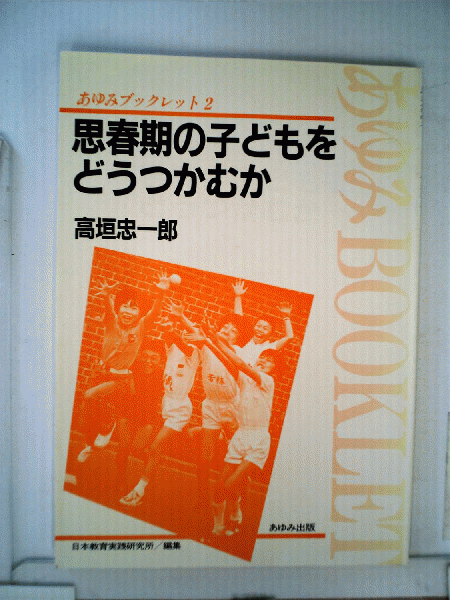 あゆみブックレット2
思春期の子どもを
どうつかむか
高垣忠一郎
あゆみBOOKLET
あゆみ出版
日本教育実践研究所/編集